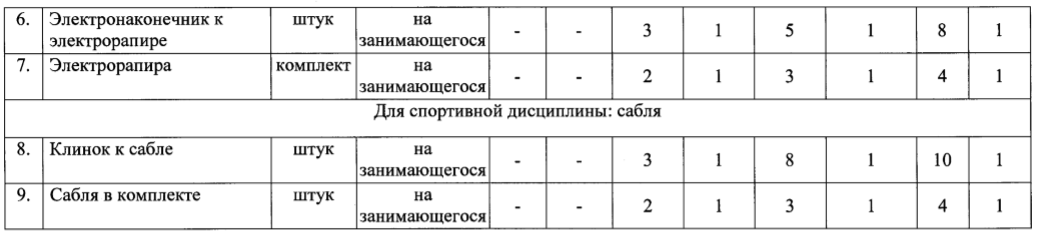 6. Электронаконечник к электрорапире штук на занимающегося - - 3 1 5 1 8 1
7. Электрорапира комплект на занимающегося - - 2 1 3 1 4 1
Для спортивной дисциплины: сабля
8. Клинок к сабле штук на занимающегося - - 3 1 8 1 10 1
9. Сабля в комплекте штук на занимающегося - - 2 1 3 1 4 1